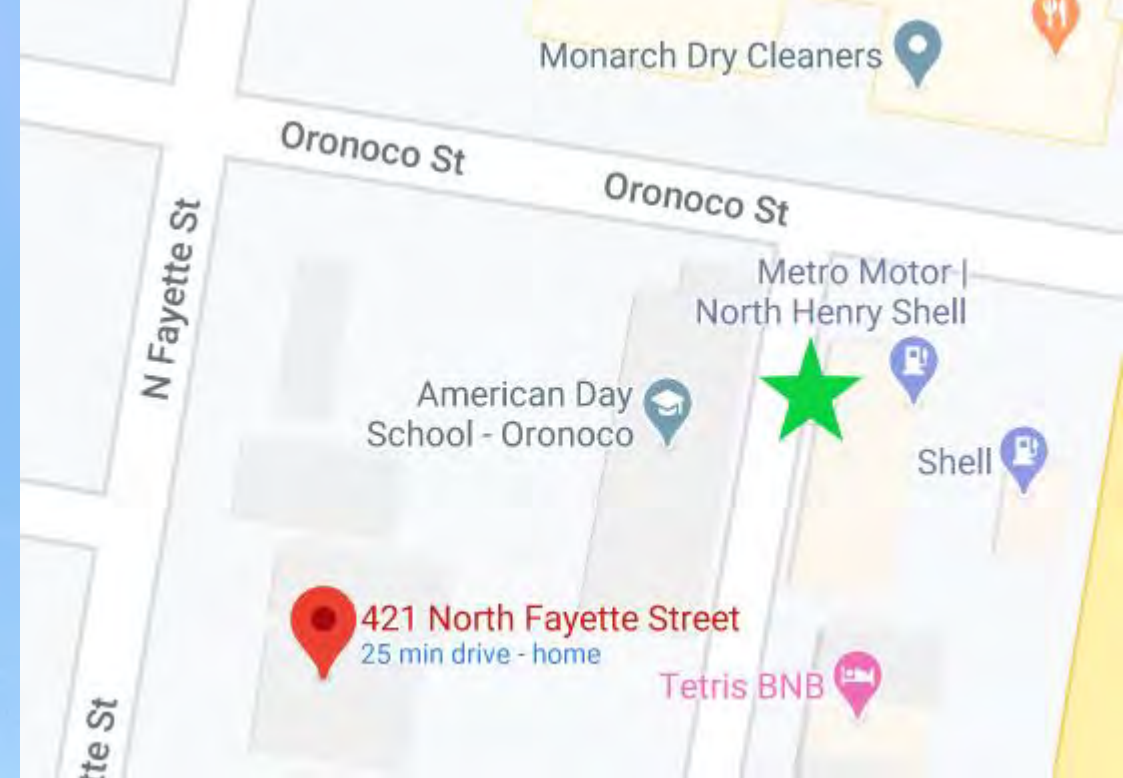 Monarch Dry Cleaners
Oronoco St
Oronoco St
N Fayette St
Metro Motor |
North Henry Shell
American Day
School - Oronoco
Shell
421 North Fayette Street
25 min drive - home
Tetris BNB
tte St